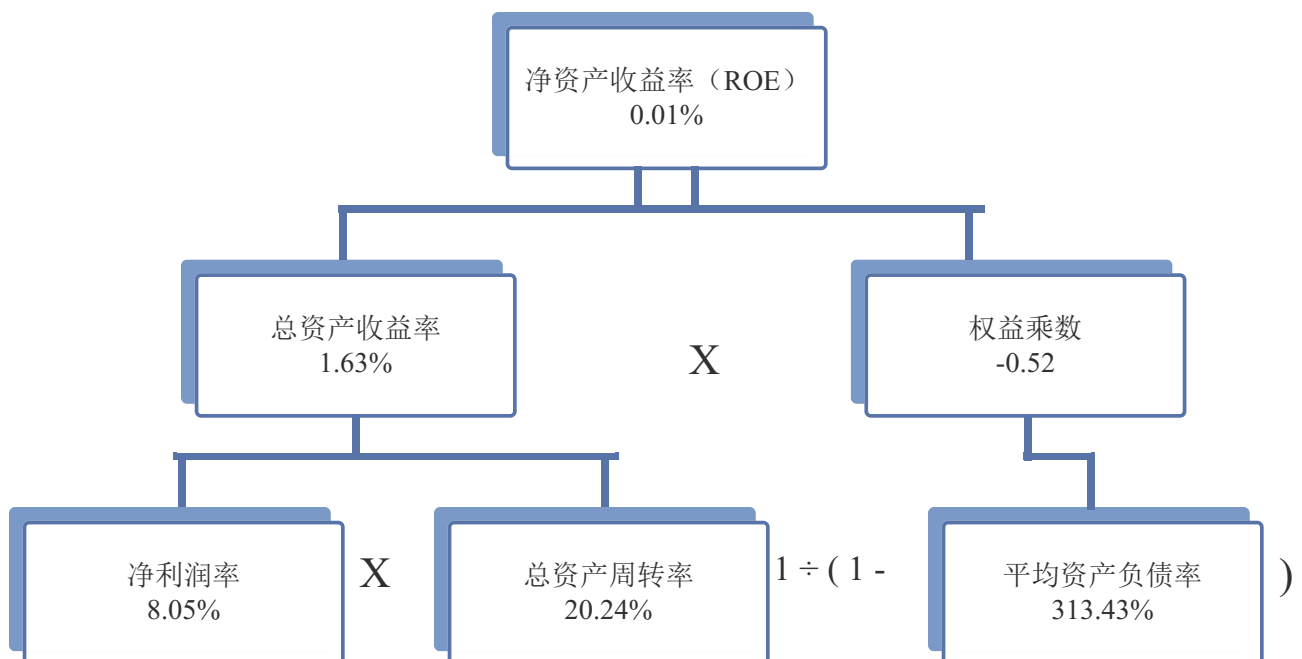 净资产收益率（ROE）
0.01%
总资产收益率
1.63%
X
权益乘数
-0.52
净利润率
8.05%
X
总资产周转率
20.24%
1 ÷ ( 1 -
平均资产负债率
313.43%
)